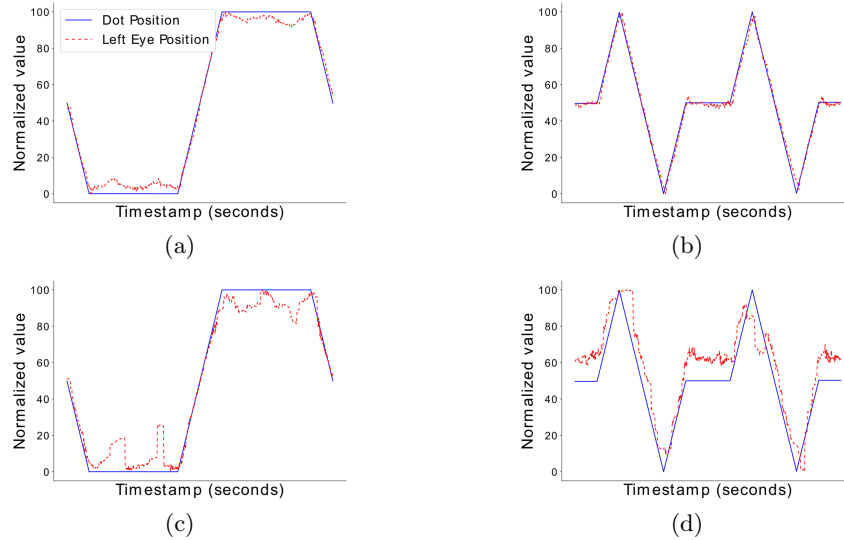 100
80
60
40
20
0
Normalized value
Dot Position
Left Eye Position
Timestamp (seconds)
(a)
100
80
60
40
20
0
Normalized value
Timestamp (seconds)
(b)
100
80
60
40
20
0
Normalized value
Timestamp (seconds)
(c)
100
80
60
40
20
0
Normalized value
Timestamp (seconds)
(d)